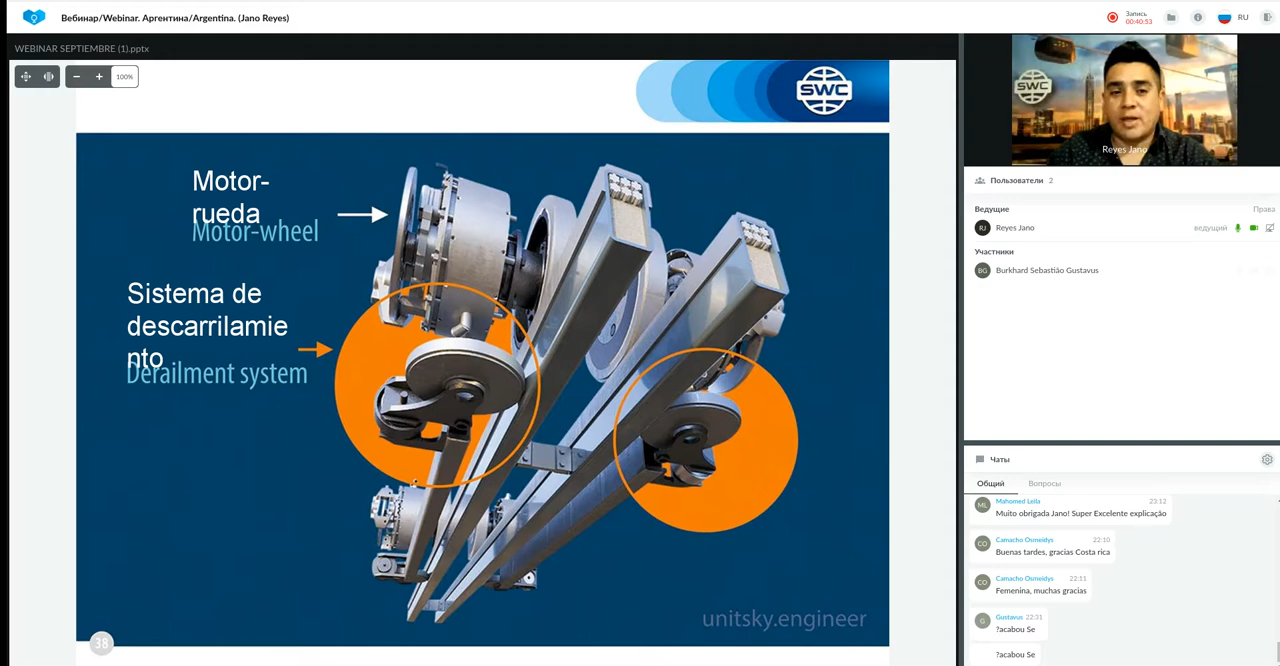 Вебинар/Webinar. Аргентина/Argentina. (Jano Reyes)
Запись
00:40:53
RU
WEBINAR SEPTIEMBRE (1).pptx
100%
SWC
Motor-
rueda
Motor-wheel
Sistema de
descarrilamie
nto
Derailment system
unitsky.engineer
38
SWC
Reyes Jano
Пользователи 2
Ведущие
Права
RJ
Reyes Jano
ведущий
Участники
BG
Burkhard Sebastião Gustavus
Чаты
Общий
Вопросы
ML
Mahomed Leila
23:12
Muito obrigada Jano! Super Excelente explicação
CO
Camacho Osmeidys
22:10
Buenas tardes, gracias Costa rica
CO
Camacho Osmeidys
22:11
Femenina, muchas gracias
G
Gustavus 22:31
?acabou Se
?acabou Se